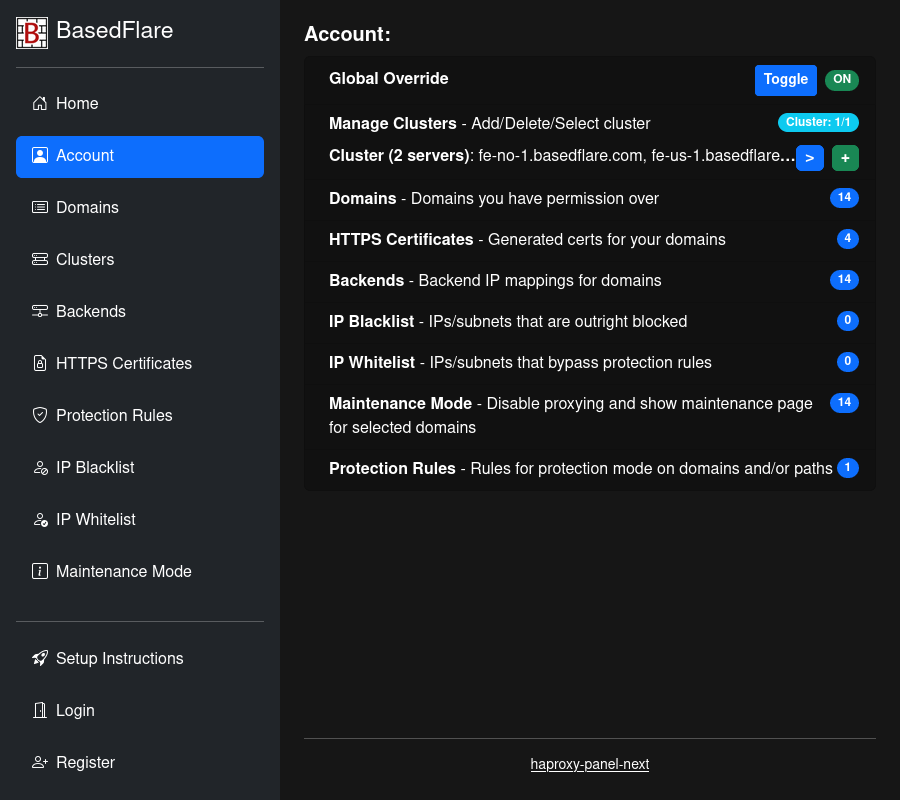 BasedFlare
Home
Account
Domains
Clusters
Backends
HTTPS Certificates
Protection Rules
IP Blacklist
IP Whitelist
Maintenance Mode
Setup Instructions
Login
Register
Account:
Global Override Toggle ON
Manage Clusters - Add/Delete/Select cluster Cluster: 1/1
Cluster (2 servers): fe-no-1.basedflare.com, fe-us-1.basedflare... > +
Domains - Domains you have permission over 14
HTTPS Certificates - Generated certs for your domains 4
Backends - Backend IP mappings for domains 14
IP Blacklist - IPs/subnets that are outright blocked 0
IP Whitelist - IPs/subnets that bypass protection rules 0
Maintenance Mode - Disable proxying and show maintenance page 14
for selected domains
Protection Rules - Rules for protection mode on domains and/or paths 1
haproxy-panel-next